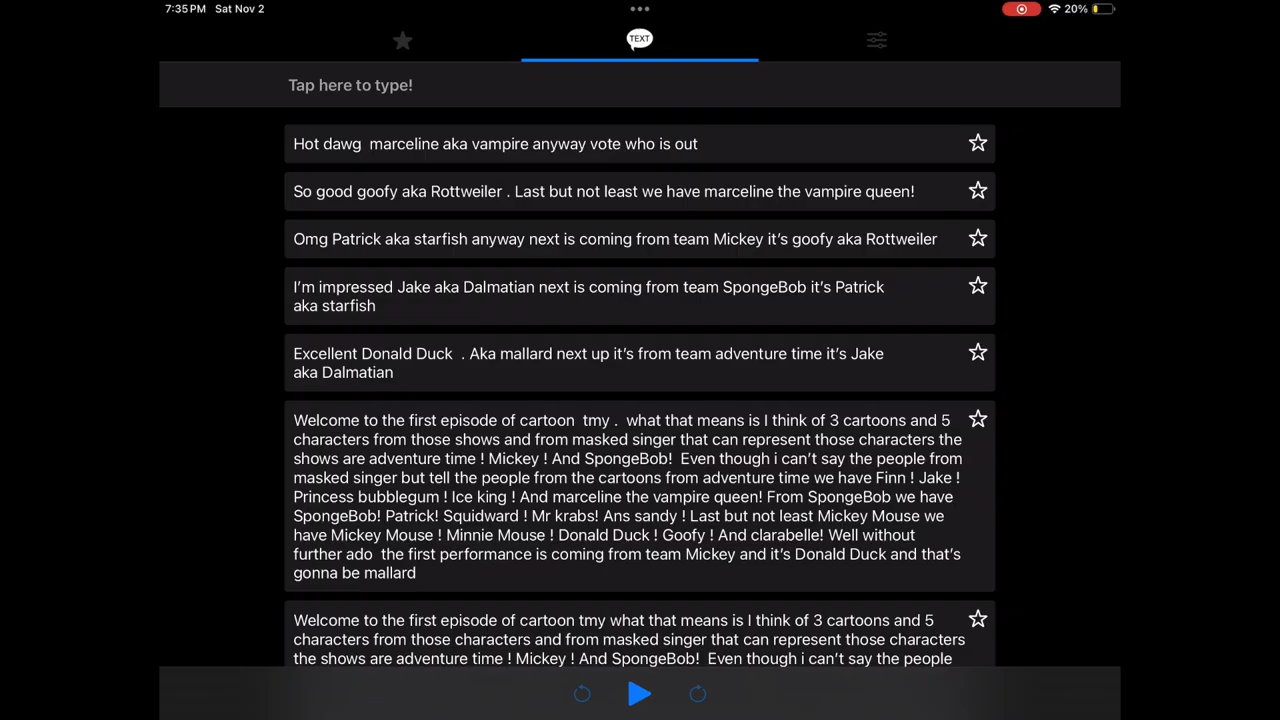 7:35 PM Sat Nov 2
20%
TEXT
Tap here to type!
Hot dawg  marceline aka vampire anyway vote who is out
So good goofy aka Rottweiler . Last but not least we have marceline the vampire queen!
Omg Patrick aka starfish anyway next is coming from team Mickey it’s goofy aka Rottweiler
I’m impressed Jake aka Dalmatian next is coming from team SpongeBob it’s Patrick
aka starfish
Excellent Donald Duck  . Aka mallard next up it’s from team adventure time it’s Jake
aka Dalmatian
Welcome to the first episode of cartoon  tmy .  what that means is I think of 3 cartoons and 5
characters from those shows and from masked singer that can represent those characters the
shows are adventure time ! Mickey ! And SpongeBob!  Even though i can’t say the people from
masked singer but tell the people from the cartoons from adventure time we have Finn ! Jake !
Princess bubblegum ! Ice king ! And marceline the vampire queen! From SpongeBob we have
SpongeBob! Patrick! Squidward ! Mr krabs! Ans sandy ! Last but not least Mickey Mouse we
have Mickey Mouse ! Minnie Mouse ! Donald Duck ! Goofy ! And clarabelle! Well without
further ado  the first performance is coming from team Mickey and it’s Donald Duck and that’s
gonna be mallard
Welcome to the first episode of cartoon tmy what that means is I think of 3 cartoons and 5
characters from those characters and from masked singer that can represent those characters
the shows are adventure time ! Mickey ! And SpongeBob!  Even though i can’t say the people